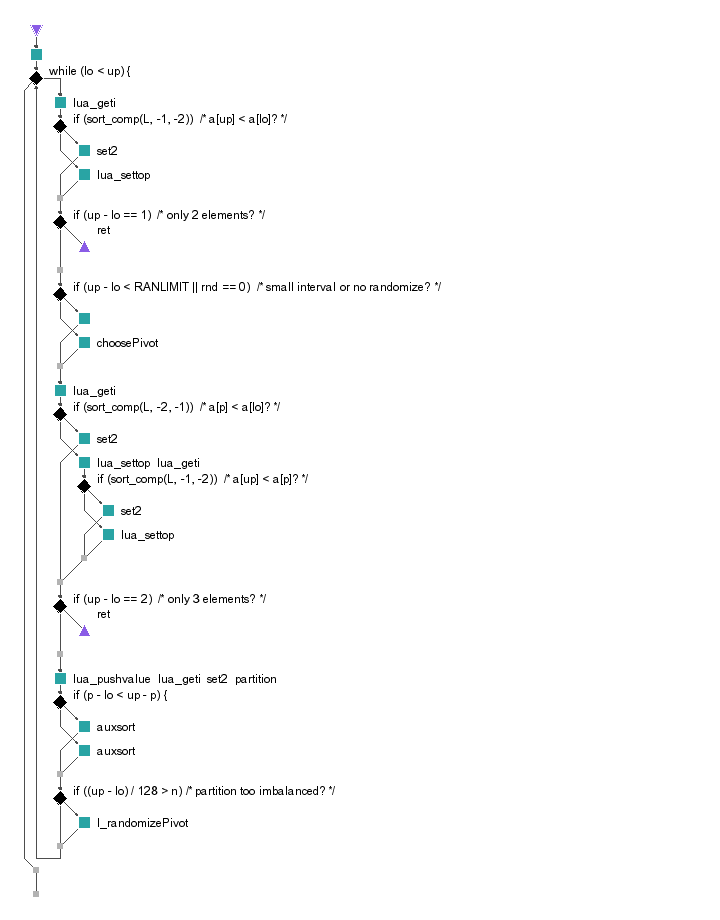 while (lo < up) {
lua_geti
if (sort_comp(L, -1, -2))  /* a[up] < a[lo]? */
set2
lua_settop
if (up - lo == 1)  /* only 2 elements? */
ret
if (up - lo < RANLIMIT || rnd == 0)  /* small interval or no randomize? */
choosePivot
lua_geti
if (sort_comp(L, -2, -1))  /* a[p] < a[lo]? */
set2
lua_settop  lua_geti
if (sort_comp(L, -1, -2))  /* a[up] < a[p]? */
set2
lua_settop
if (up - lo == 2)  /* only 3 elements? */
ret
lua_pushvalue  lua_geti  set2  partition
if (p - lo < up - p) {
auxsort
auxsort
if ((up - lo) / 128 > n) /* partition too imbalanced? */
l_randomizePivot